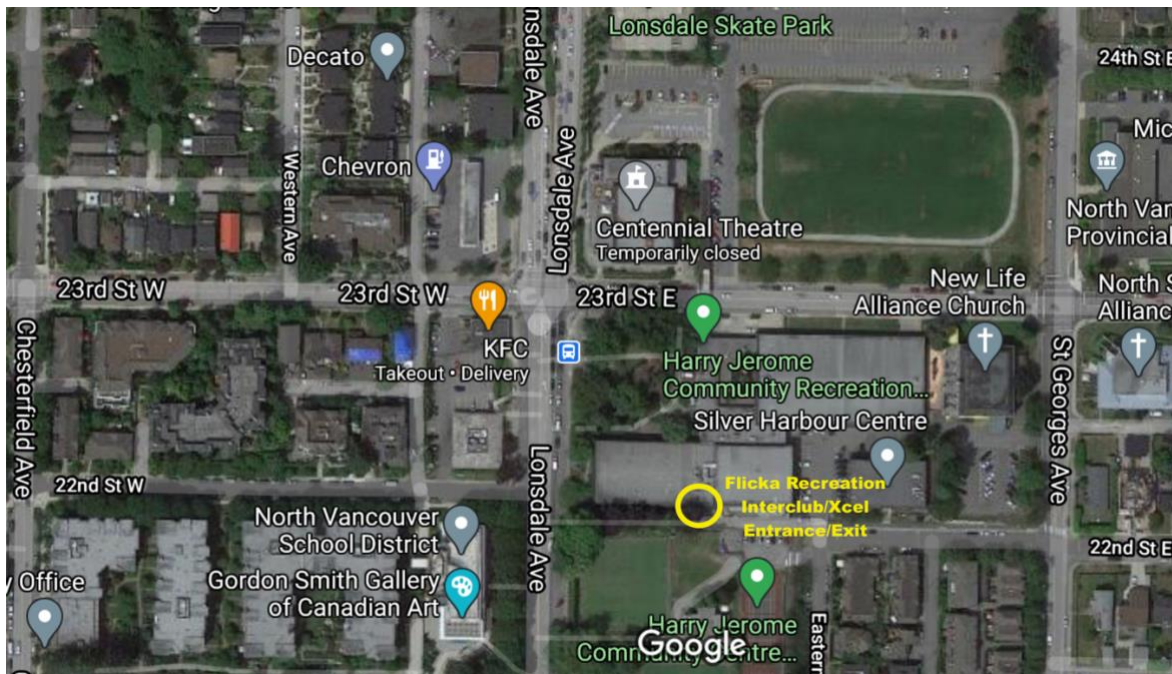 Lonsdale Skate Park
Decato
nsdale Ave
24th St E
Lonsdale Ave
Mic
Western Ave
Chevron
Centennial Theatre
Temporarily closed
North Van
Provincial
23rd St W
23rd St W
23rd St E
New Life
Alliance Church
North S
Alliance
Chesterfield Ave
KFC
Takeout • Delivery
Harry Jerome
Community Recreation...
St Georges Ave
Silver Harbour Centre
Lonsdale Ave
22nd St W
Flicka Recreation
Interclub/Xcel
Entrance/Exit
North Vancouver
School District
22nd St E
Gordon Smith Gallery
of Canadian Art
y Office
Harry Jerome
Community Centre...
Google
Eastern